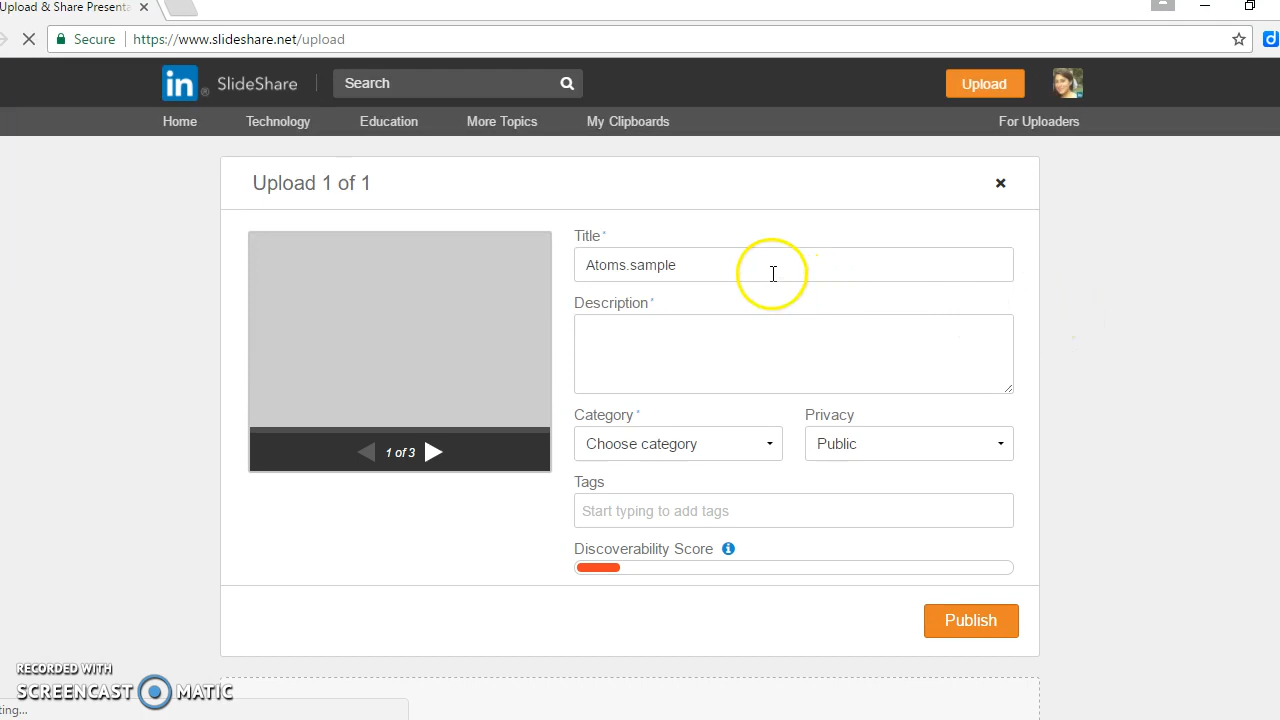 Upload & Share Presenta
Secure
https://www.slideshare.net/upload
in
®
SlideShare
Search
Upload
Home
Technology
Education
More Topics
My Clipboards
For Uploaders
Upload 1 of 1
Title*
Atoms.sample
Description*
Category*
Privacy
Choose category
Public
Tags
Start typing to add tags
Discoverability Score
1 of 3
Publish
RECORDED WITH
SCREENCAST MATIC
ting...